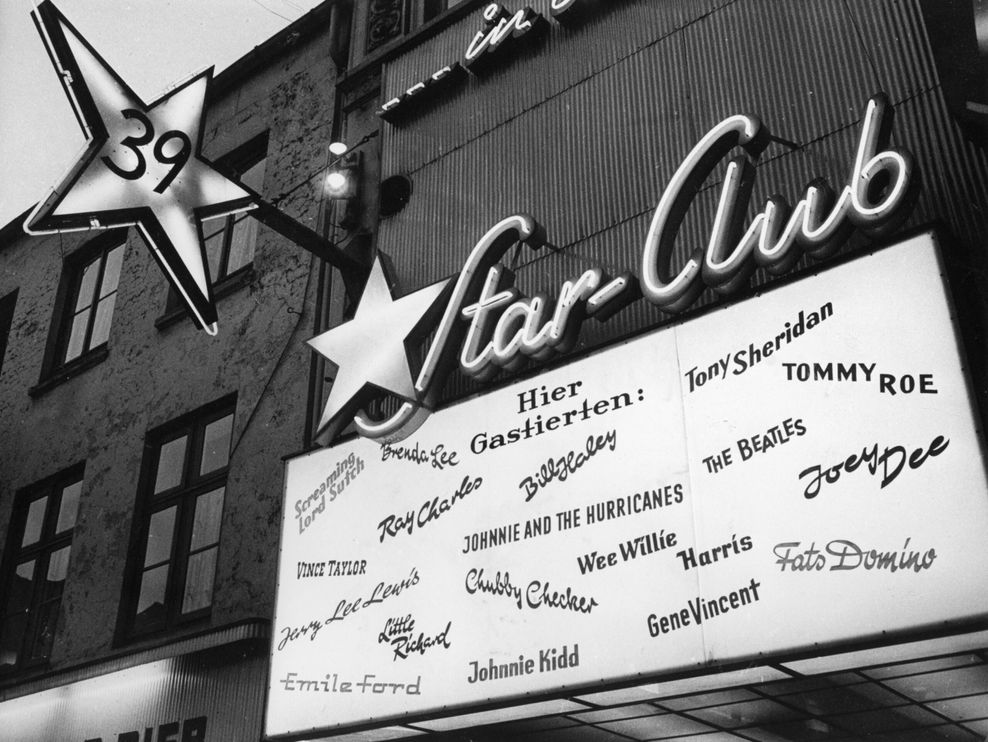 ... in
39
Star-Club
Hier
Gastierten:
Tony Sheridan
TOMMY ROE
Screaming
Lord Sutch
Brenda Lee
Ray Charles
Bill Haley
THE BEATLES
Joey Dee
JOHNNIE AND THE HURRICANES
VINCE TAYLOR
Wee Willie Harris
Fats Domino
Jerry Lee Lewis
Chubby Checker
Gene Vincent
Little
Richard
Emile Ford
Johnnie Kidd